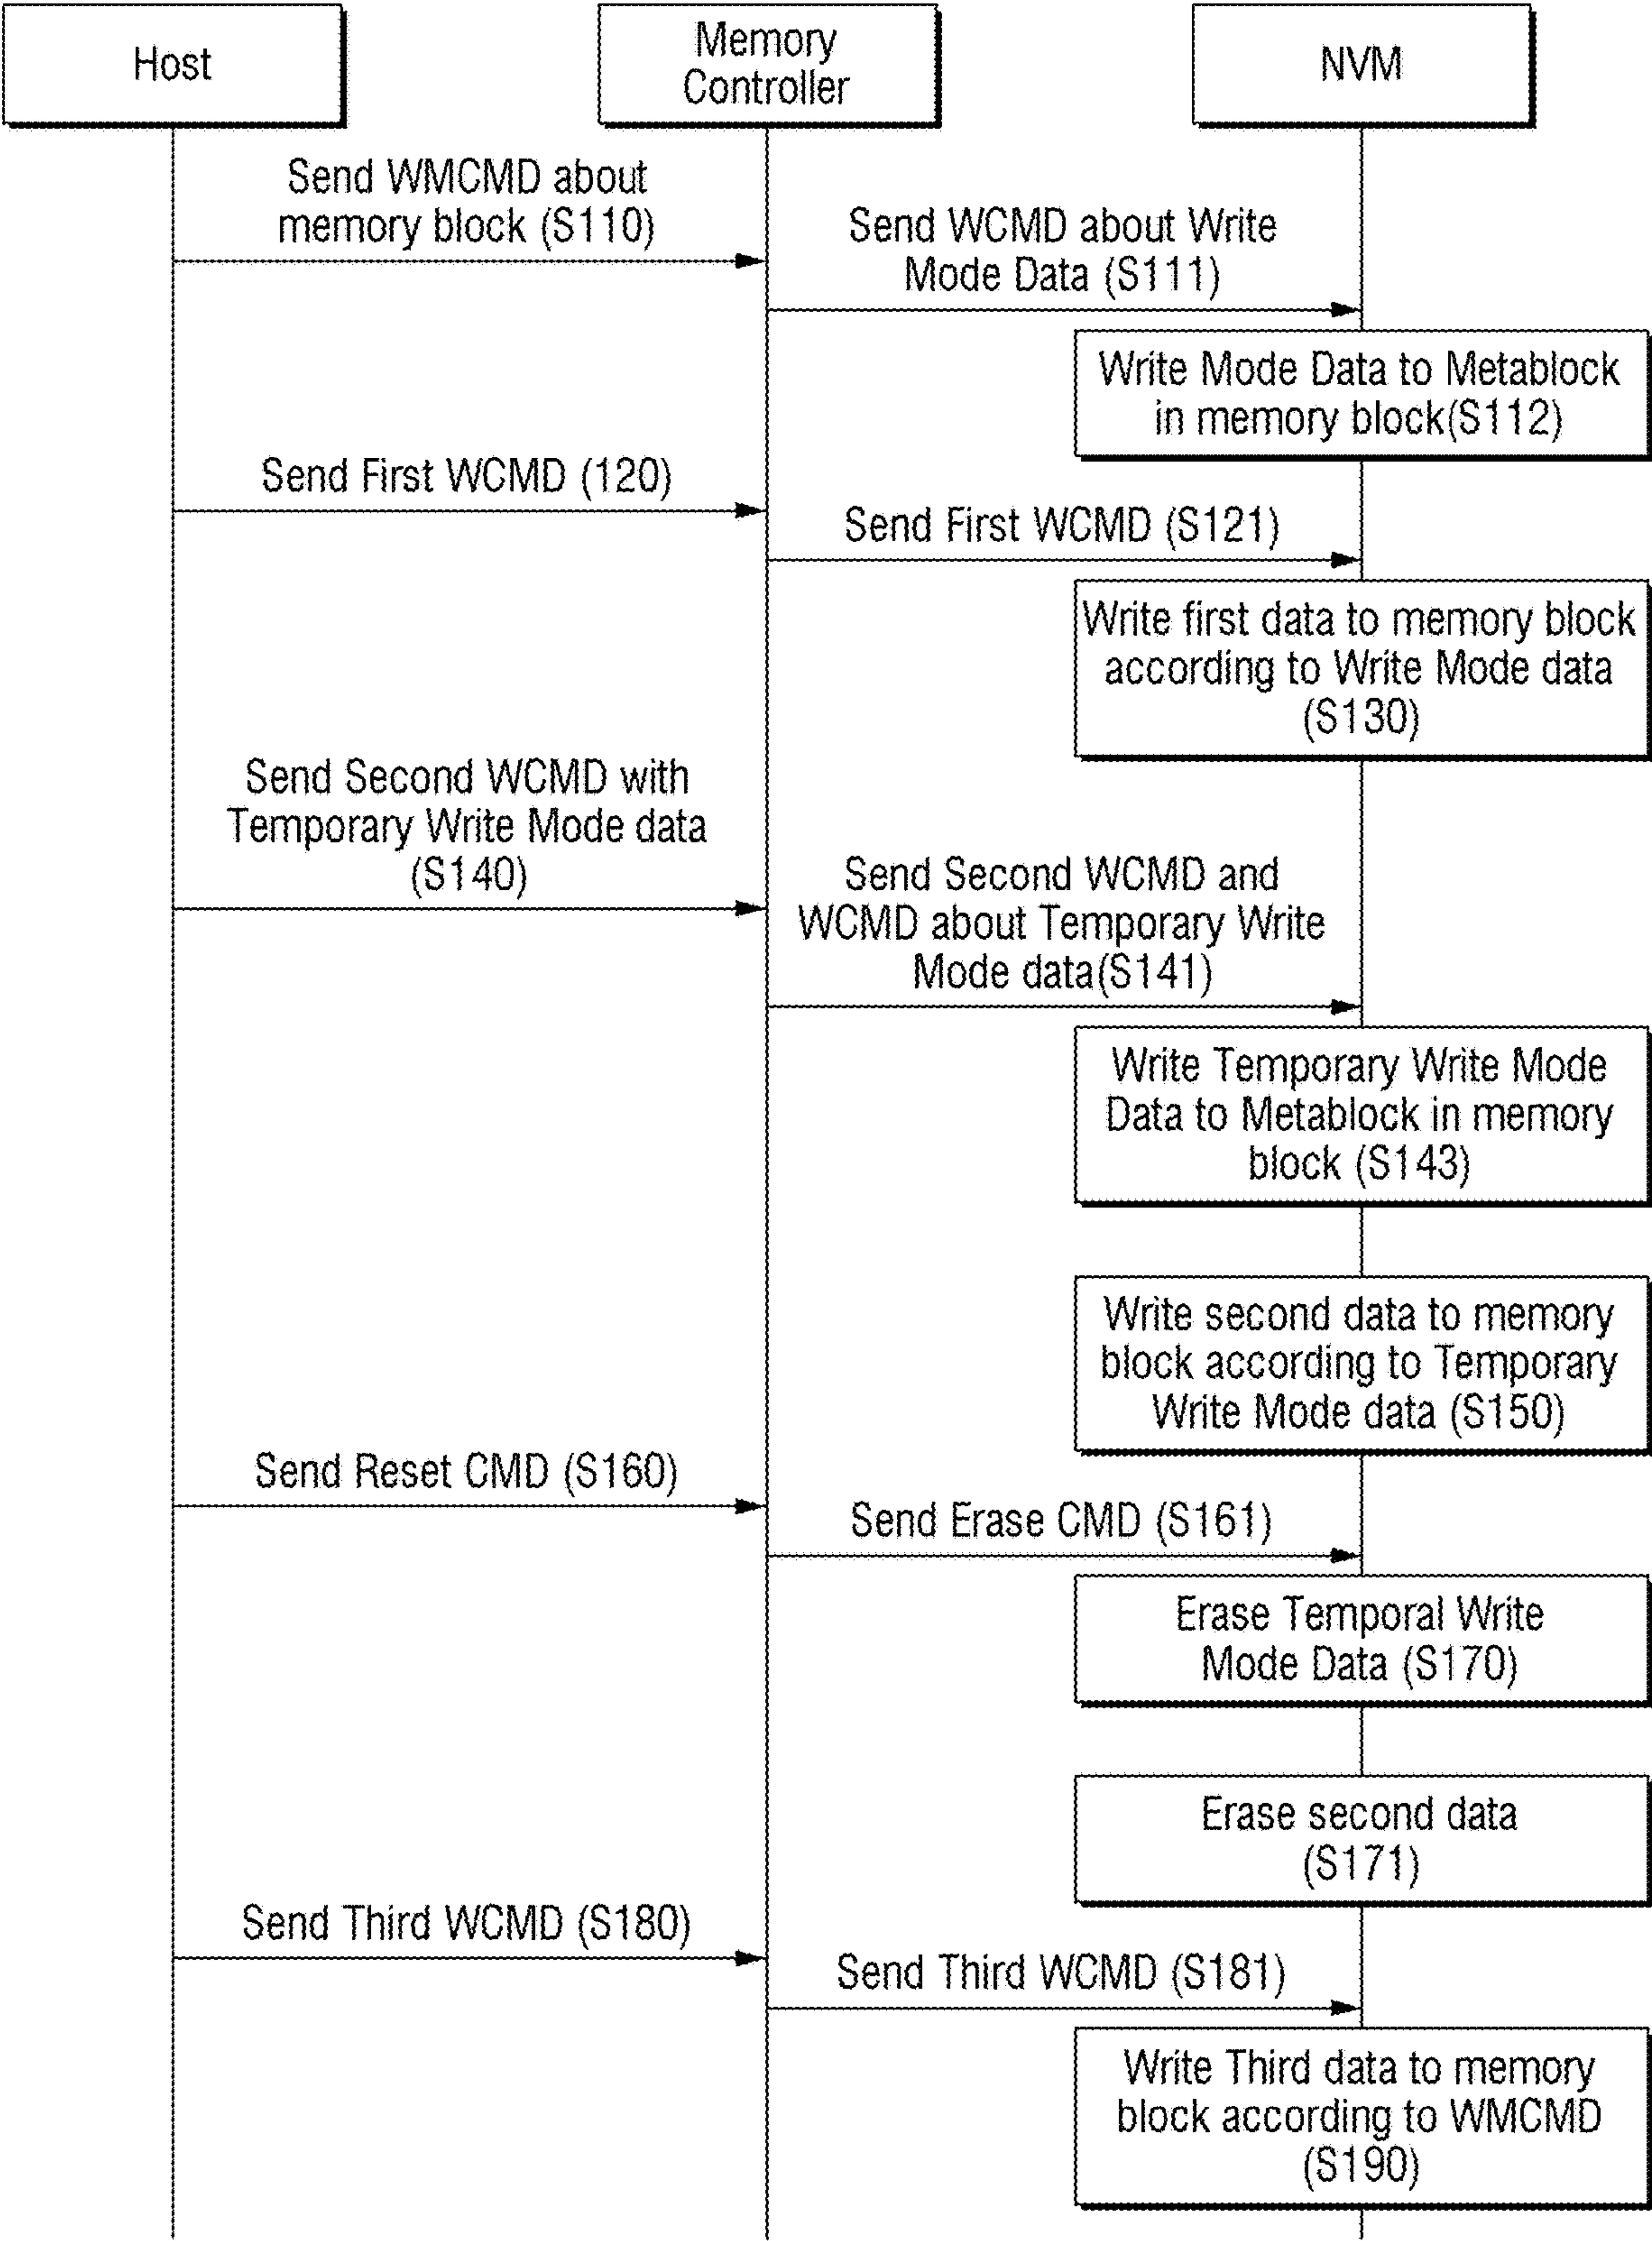 Host
Memory
Controller
NVM
Send WMCMD about
memory block (S110)
Send WCMD about Write
Mode Data (S111)
Write Mode Data to Metablock
in memory block(S112)
Send First WCMD (120)
Send First WCMD (S121)
Write first data to memory block
according to Write Mode data
(S130)
Send Second WCMD with
Temporary Write Mode data
(S140)
Send Second WCMD and
WCMD about Temporary Write
Mode data(S141)
Write Temporary Write Mode
Data to Metablock in memory
block (S143)
Write second data to memory
block according to Temporary
Write Mode data (S150)
Send Reset CMD (S160)
Send Erase CMD (S161)
Erase Temporal Write
Mode Data (S170)
Erase second data
(S171)
Send Third WCMD (S180)
Send Third WCMD (S181)
Write Third data to memory
block according to WMCMD
(S190)